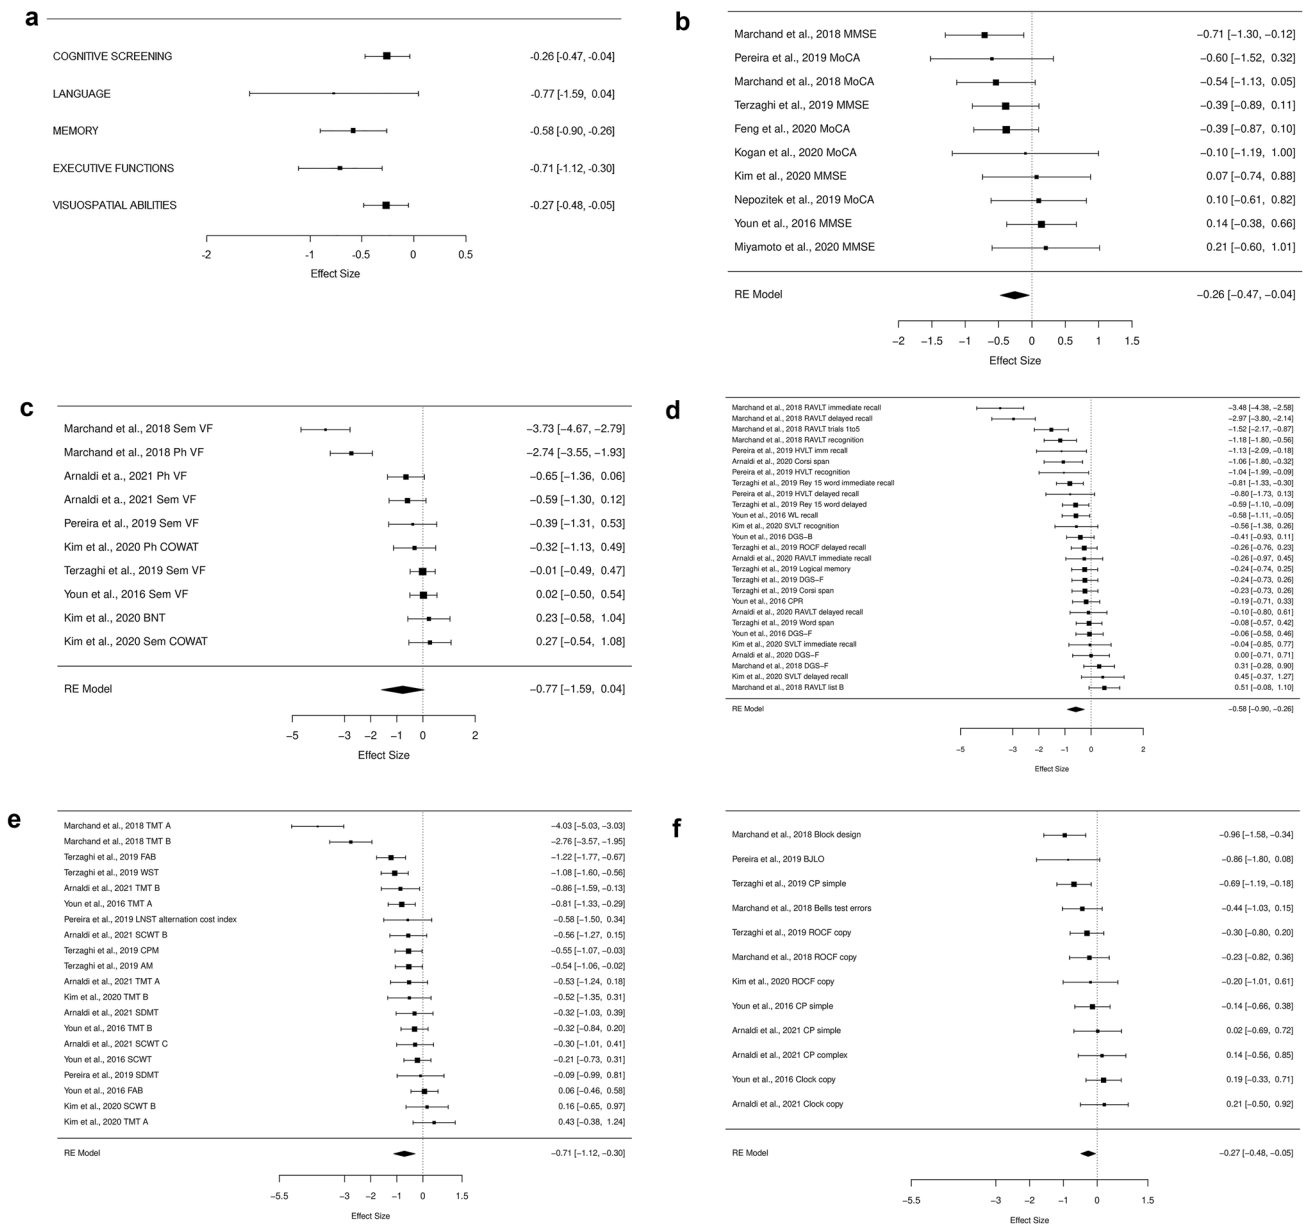 a
COGNITIVE SCREENING -0.26 [-0.47, -0.04]
LANGUAGE -0.77 [-1.59, 0.04]
MEMORY -0.58 [-0.90, -0.26]
EXECUTIVE FUNCTIONS -0.71 [-1.12, -0.30]
VISUOSPATIAL ABILITIES -0.27 [-0.48, -0.05]
-2 -1 -0.5 0 0.5
Effect Size
b
Marchand et al., 2018 MMSE −0.71 [−1.30, −0.12]
Pereira et al., 2019 MoCA −0.60 [−1.52, 0.32]
Marchand et al., 2018 MoCA −0.54 [−1.13, 0.05]
Terzaghi et al., 2019 MMSE −0.39 [−0.89, 0.11]
Feng et al., 2020 MoCA −0.39 [−0.87, 0.10]
Kogan et al., 2020 MoCA −0.10 [−1.19, 1.00]
Kim et al., 2020 MMSE 0.07 [−0.74, 0.88]
Nepozitek et al., 2019 MoCA 0.10 [−0.61, 0.82]
Youn et al., 2016 MMSE 0.14 [−0.38, 0.66]
Miyamoto et al., 2020 MMSE 0.21 [−0.60, 1.01]
RE Model −0.26 [−0.47, −0.04]
−2 −1.5 −1 −0.5 0 0.5 1 1.5
Effect Size
c
Marchand et al., 2018 Sem VF −3.73 [−4.67, −2.79]
Marchand et al., 2018 Ph VF −2.74 [−3.55, −1.93]
Arnaldi et a., 2021 Ph VF −0.65 [−1.36, 0.06]
Arnaldi et a., 2021 Sem VF −0.59 [−1.30, 0.12]
Pereira et al., 2019 Sem VF −0.39 [−1.31, 0.53]
Kim et al., 2020 Ph COWAT −0.32 [−1.13, 0.49]
Terzaghi et al., 2019 Sem VF −0.01 [−0.49, 0.47]
Youn et al., 2016 Sem VF 0.02 [−0.50, 0.54]
Kim et al., 2020 BNT 0.23 [−0.58, 1.04]
Kim et al., 2020 Sem COWAT 0.27 [−0.54, 1.08]
RE Model −0.77 [−1.59, 0.04]
−5 −3 −2 −1 0 2
Effect Size
d
Marchand et al., 2018 RAVLT immediate recall −3.48 [−4.38, −2.58]
Marchand et al., 2018 RAVLT delayed recall −2.97 [−3.80, −2.14]
Marchand et al., 2018 RAVLT trials 1to5 −1.52 [−2.17, −0.87]
Marchand et al., 2018 RAVLT recognition −1.18 [−1.80, −0.56]
Pereira et al., 2019 HVLT imm recall −1.13 [−2.09, −0.18]
Arnaldi et al., 2020 Corsi span −1.06 [−1.80, −0.32]
Pereira et al., 2019 HVLT recognition −1.04 [−1.99, −0.09]
Terzaghi et al., 2019 Rey 15 word immediate recall −0.81 [−1.33, −0.30]
Pereira et al., 2019 HVLT delayed recall −0.80 [−1.73, 0.13]
Terzaghi et al., 2019 Rey 15 word delayed −0.59 [−1.10, −0.09]
Youn et al., 2016 WL recall −0.58 [−1.11, −0.05]
Kim et al., 2020 SVLT recognition −0.56 [−1.38, 0.26]
Youn et al., 2016 DGS−B −0.41 [−0.93, 0.11]
Terzaghi et al., 2019 ROCF delayed recall −0.26 [−0.76, 0.23]
Arnaldi et al., 2020 RAVLT immediate recall −0.26 [−0.97, 0.45]
Terzaghi et al., 2019 Logical memory −0.24 [−0.74, 0.25]
Terzaghi et al., 2019 DGS−F −0.24 [−0.73, 0.26]
Terzaghi et al., 2019 Corsi span −0.23 [−0.73, 0.26]
Youn et al., 2016 CPR −0.19 [−0.71, 0.33]
Arnaldi et al., 2020 RAVLT delayed recall −0.10 [−0.80, 0.61]
Terzaghi et al., 2019 Word span −0.08 [−0.57, 0.42]
Youn et al., 2016 DGS−F −0.06 [−0.58, 0.46]
Kim et al., 2020 SVLT immediate recall −0.04 [−0.85, 0.77]
Arnaldi et al., 2020 DGS−F 0.00 [−0.71, 0.71]
Marchand et al., 2018 DGS−F 0.31 [−0.28, 0.90]
Kim et al., 2020 SVLT delayed recall 0.45 [−0.37, 1.27]
Marchand et al., 2018 RAVLT list B 0.51 [−0.08, 1.10]
RE Model −0.58 [−0.90, −0.26]
−5 −3 −2 −1 0 2
Effect Size
e
Marchand et al., 2018 TMT A −4.03 [−5.03, −3.03]
Marchand et al., 2018 TMT B −2.76 [−3.57, −1.95]
Terzaghi et al., 2019 FAB −1.22 [−1.77, −0.67]
Terzaghi et al., 2019 WST −1.08 [−1.60, −0.56]
Arnaldi et al., 2021 TMT B −0.86 [−1.59, −0.13]
Youn et al., 2016 TMT A −0.81 [−1.33, −0.29]
Pereira et al., 2019 LNST alternation cost index −0.58 [−1.50, 0.34]
Arnaldi et al., 2021 SCWT B −0.56 [−1.27, 0.15]
Terzaghi et al., 2019 CPM −0.55 [−1.07, −0.03]
Terzaghi et al., 2019 AM −0.54 [−1.06, −0.02]
Arnaldi et al., 2021 TMT A −0.53 [−1.24, 0.18]
Kim et al., 2020 TMT B −0.52 [−1.35, 0.31]
Arnaldi et al., 2021 SDMT −0.32 [−1.03, 0.39]
Youn et al., 2016 TMT B −0.32 [−0.84, 0.20]
Arnaldi et al., 2021 SCWT C −0.30 [−1.01, 0.41]
Youn et al., 2016 SCWT −0.21 [−0.73, 0.31]
Pereira et al., 2019 SDMT −0.09 [−0.99, 0.81]
Youn et al., 2016 FAB 0.06 [−0.46, 0.58]
Kim et al., 2020 SCWT B 0.16 [−0.65, 0.97]
Kim et al., 2020 TMT A 0.43 [−0.38, 1.24]
RE Model −0.71 [−1.12, −0.30]
−5.5 −3 −2 −1 0 1.5
Effect Size
f
Marchand et al., 2018 Block design −0.96 [−1.58, −0.34]
Pereira et al., 2019 BJLO −0.86 [−1.80, 0.08]
Terzaghi et al., 2019 CP simple −0.69 [−1.19, −0.18]
Marchand et al., 2018 Bells test errors −0.44 [−1.03, 0.15]
Terzaghi et al., 2019 ROCF copy −0.30 [−0.80, 0.20]
Marchand et al., 2018 ROCF copy −0.23 [−0.82, 0.36]
Kim et al., 2020 ROCF copy −0.20 [−1.01, 0.61]
Youn et al., 2016 CP simple −0.14 [−0.66, 0.38]
Arnaldi et al., 2021 CP simple 0.02 [−0.69, 0.72]
Arnaldi et al., 2021 CP complex 0.14 [−0.56, 0.85]
Youn et al., 2016 Clock copy 0.19 [−0.33, 0.71]
Arnaldi et al., 2021 Clock copy 0.21 [−0.50, 0.92]
RE Model −0.27 [−0.48, −0.05]
−5.5 −3 −2 −1 0 1.5
Effect Size